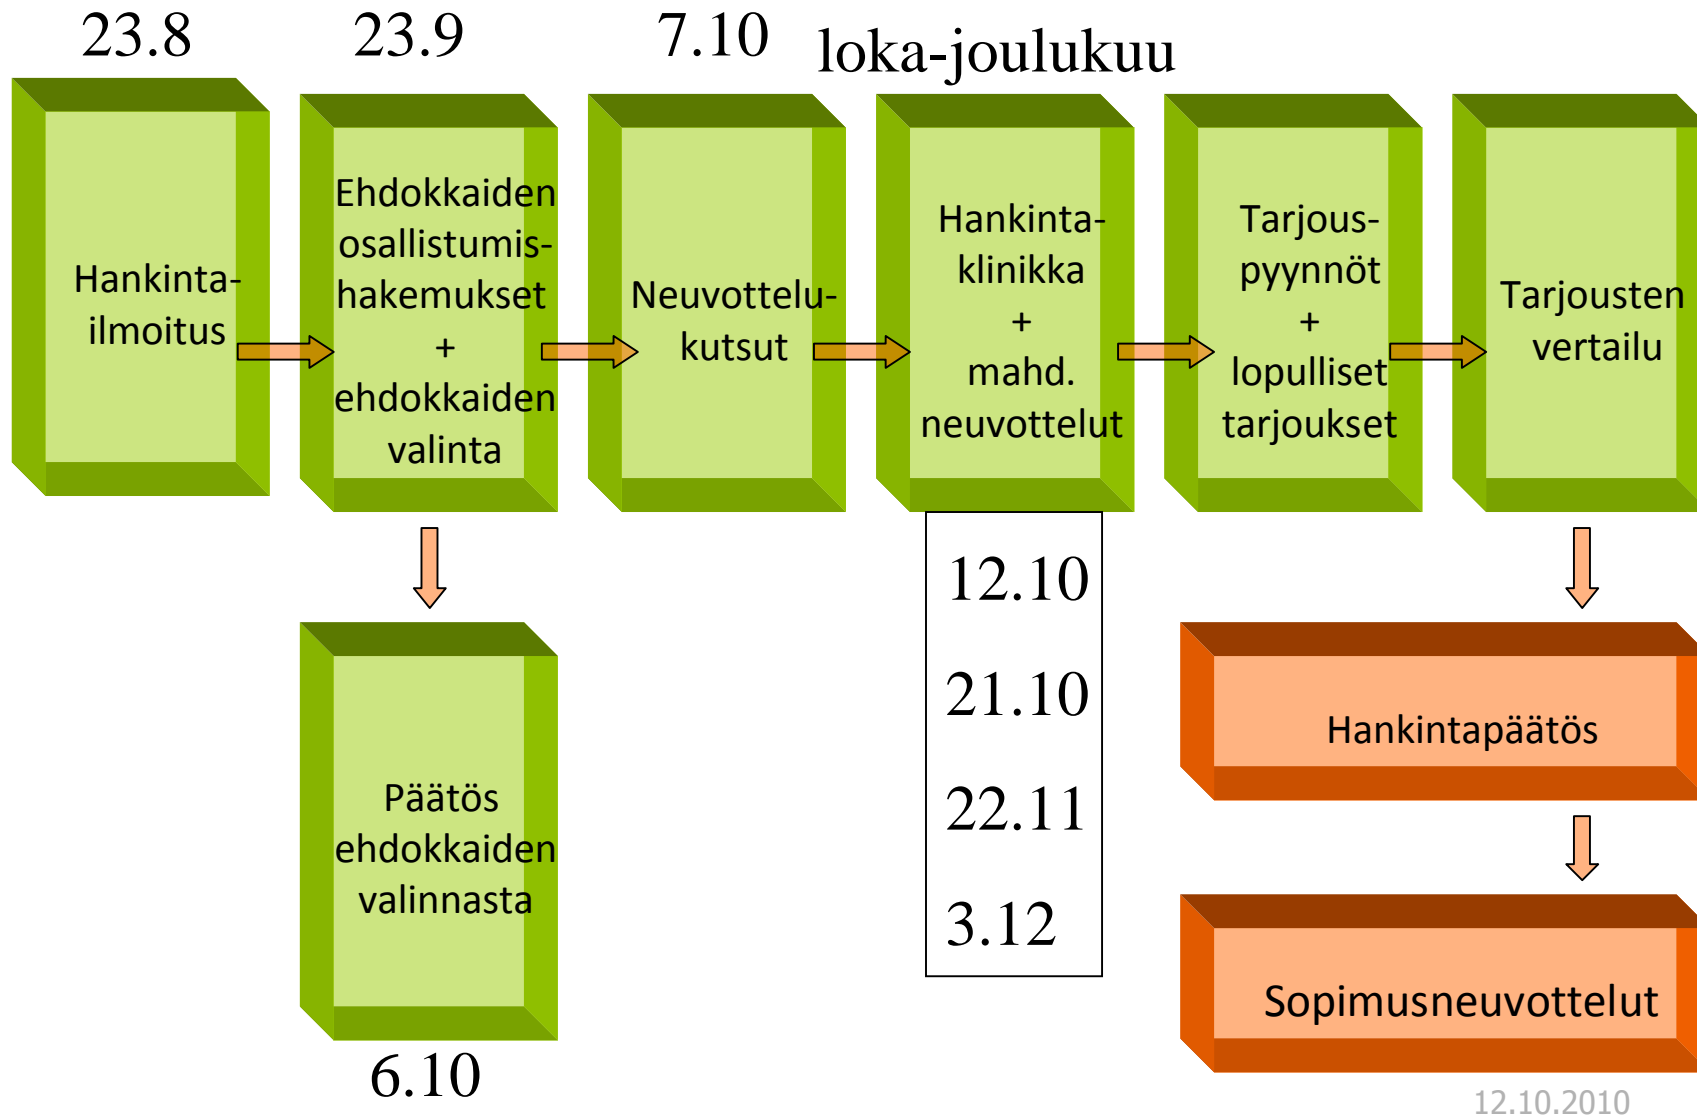 23.8
23.9
7.10
loka-joulukuu
Hankinta-
ilmoitus
Ehdokkaiden
osallistumis-
hakemukset
+
ehdokkaiden
valinta
Neuvottelu-
kutsut
Hankinta-
klinikka
+
mahd.
neuvottelut
Tarjous-
pyynnöt
+
lopulliset
tarjoukset
Tarjousten
vertailu
12.10
21.10
22.11
3.12
Päätös
ehdokkaiden
valinnasta
6.10
Hankintapäätös
Sopimusneuvottelut
12.10.2010